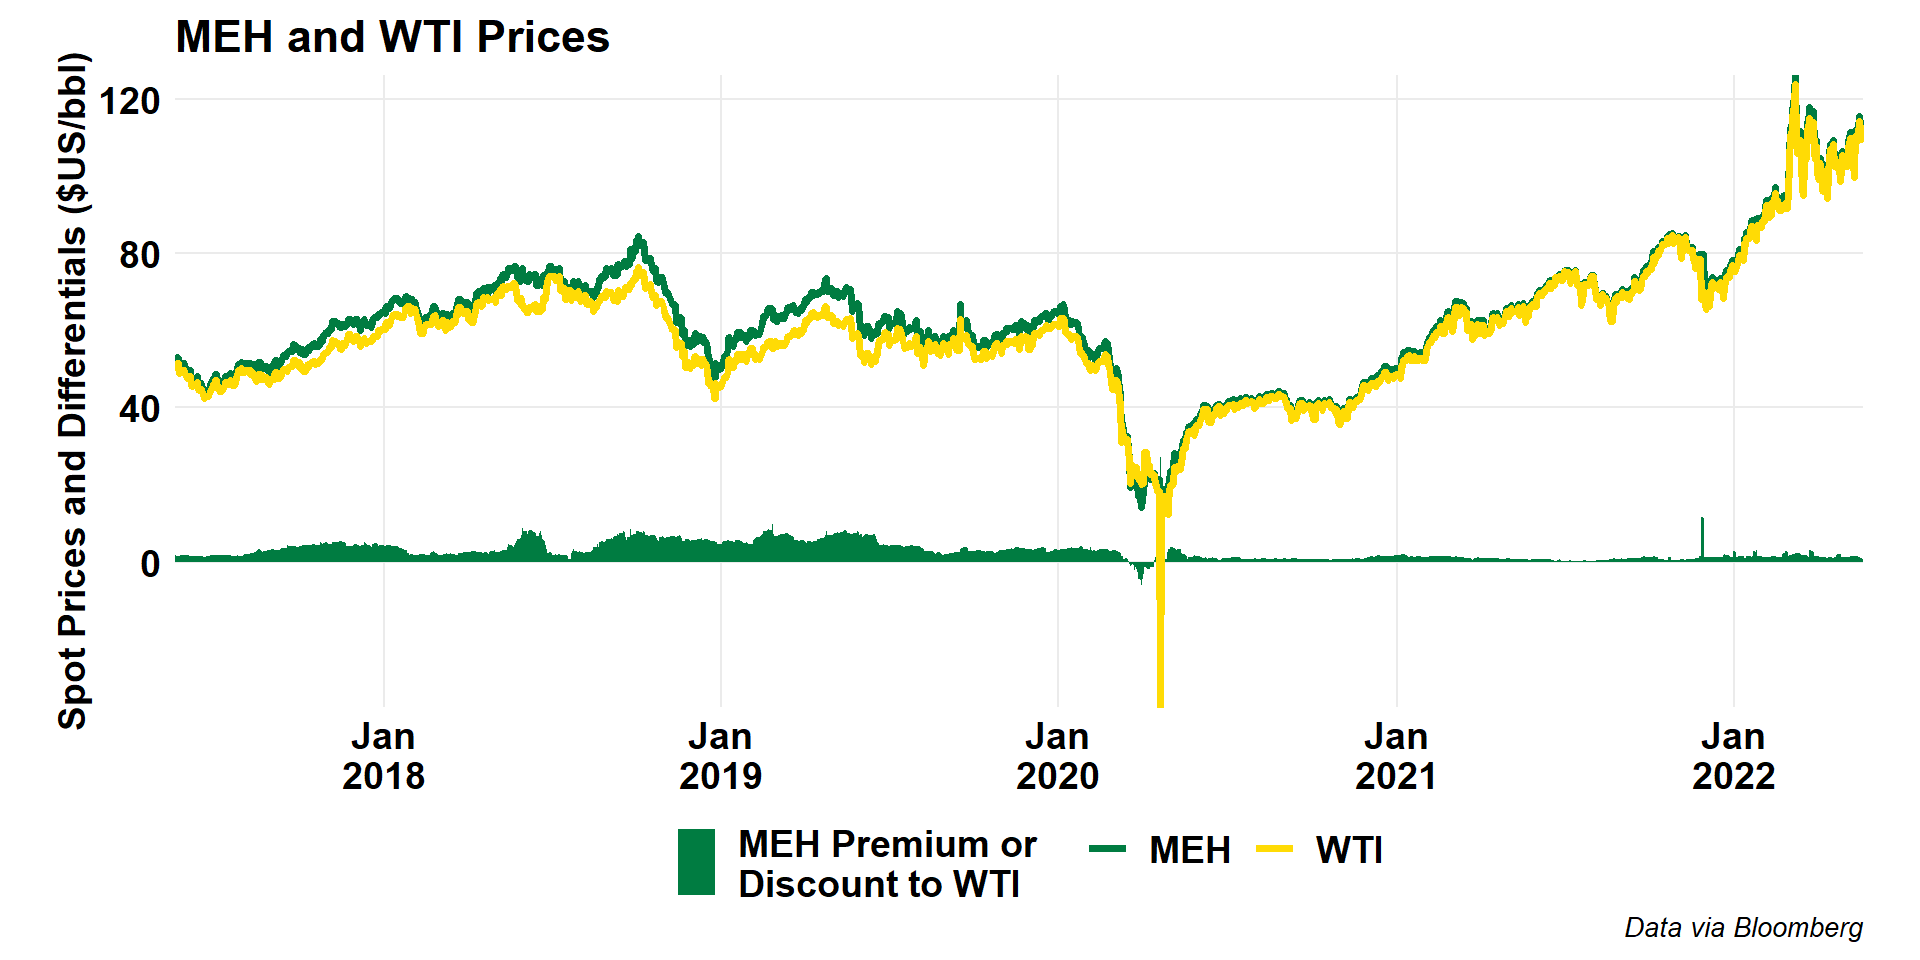 MEH and WTI Prices
Spot Prices and Differentials ($US/bbl)
120
80
40
0
Jan
2018
Jan
2019
Jan
2020
Jan
2021
Jan
2022
MEH Premium or
Discount to WTI
MEH
WTI
Data via Bloomberg